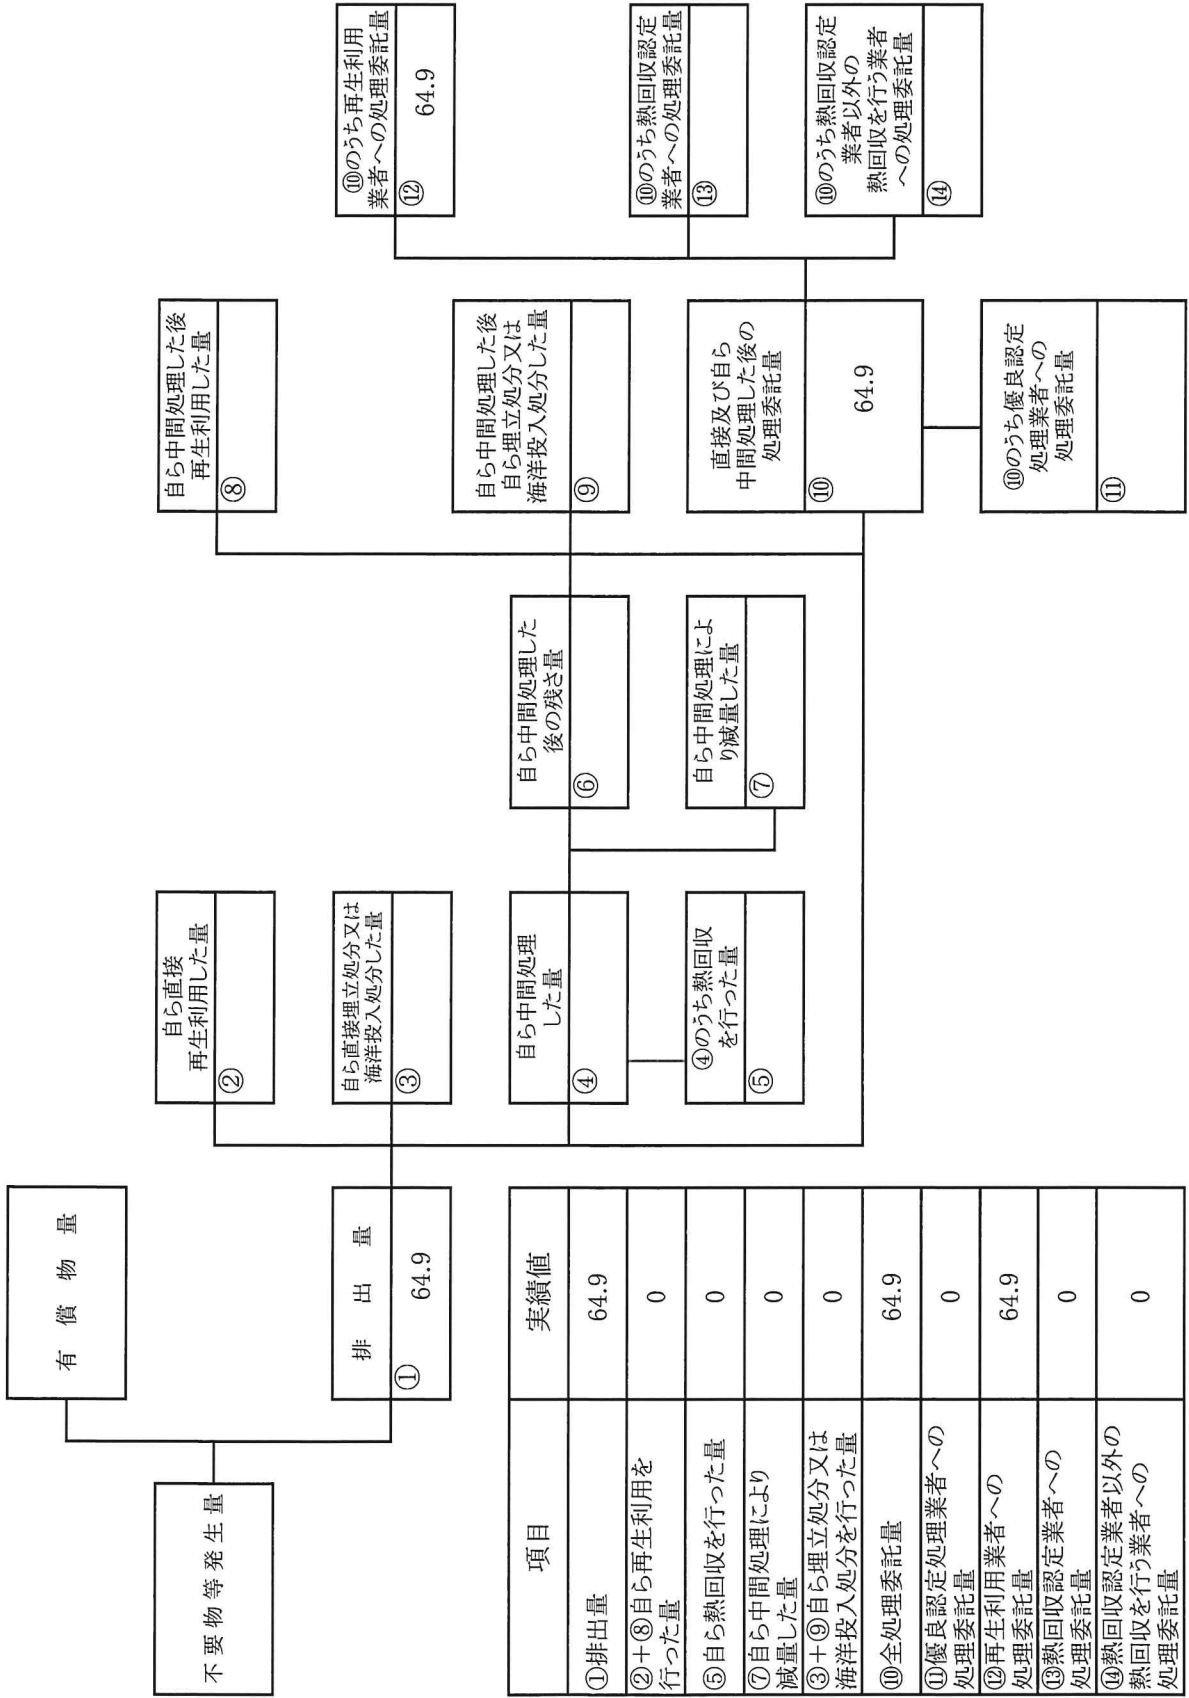 不要物等発生量
有償物量
排出量
①
64.9
自ら直接
再生利用した量
②
自ら直接埋立処分又は
海洋投入処分した量
③
自ら中間処理
した量
④
④のうち熱回収
を行った量
⑤
自ら中間処理した
後の残さ量
⑥
自ら中間処理によ
り減量した量
⑦
自ら中間処理した後
再生利用した量
⑧
自ら中間処理した後
自ら埋立処分又は
海洋投入処分した量
⑨
直接及び自ら
中間処理した後の
処理委託量
⑩
64.9
⑩のうち優良認定
処理業者への
処理委託量
⑪
⑩のうち再生利用
業者への処理委託量
⑫
64.9
⑩のうち熱回収認定
業者への処理委託量
⑬
⑩のうち熱回収認定
業者以外の
熱回収を行う業者
への処理委託量
⑭
項目 実績値
①排出量 64.9
②+⑧自ら再生利用を
行った量 0
⑤自ら熱回収を行った量 0
⑦自ら中間処理により
減量した量 0
③+⑨自ら埋立処分又は
海洋投入処分を行った量 0
⑩全処理委託量 64.9
⑪優良認定処理業者への
処理委託量 0
⑫再生利用業者への
処理委託量 64.9
⑬熱回収認定業者への
処理委託量 0
⑭熱回収認定業者以外の
熱回収を行う業者への
処理委託量 0